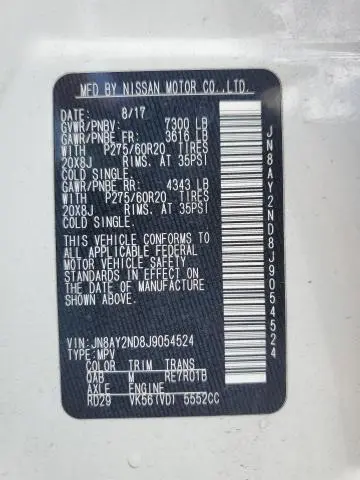 MFD BY NISSAN MOTOR CO.,LTD.
DATE: 8/17
GVWR/PNBV: 7300 LB
GAWR/PNBE FR: 3616 LB
WITH P275/60R20 TIRES
20X8J RIMS. AT 35PSI
COLD SINGLE.
GAWR/PNBE RR: 4343 LB
WITH P275/60R20 TIRES
20X8J RIMS. AT 35PSI
COLD SINGLE.
THIS VEHICLE CONFORMS TO
ALL APPLICABLE FEDERAL
MOTOR VEHICLE SAFETY
STANDARDS IN EFFECT ON
THE DATE OF MANUFACTURE
SHOWN ABOVE.
VIN: JN8AY2ND8J9054524
TYPE:MPV
COLOR TRIM TRANS
QAB M RE7R01B
AXLE ENGINE
RD29 VK56(VD) 5552CC
JN8AY2ND8J9054524